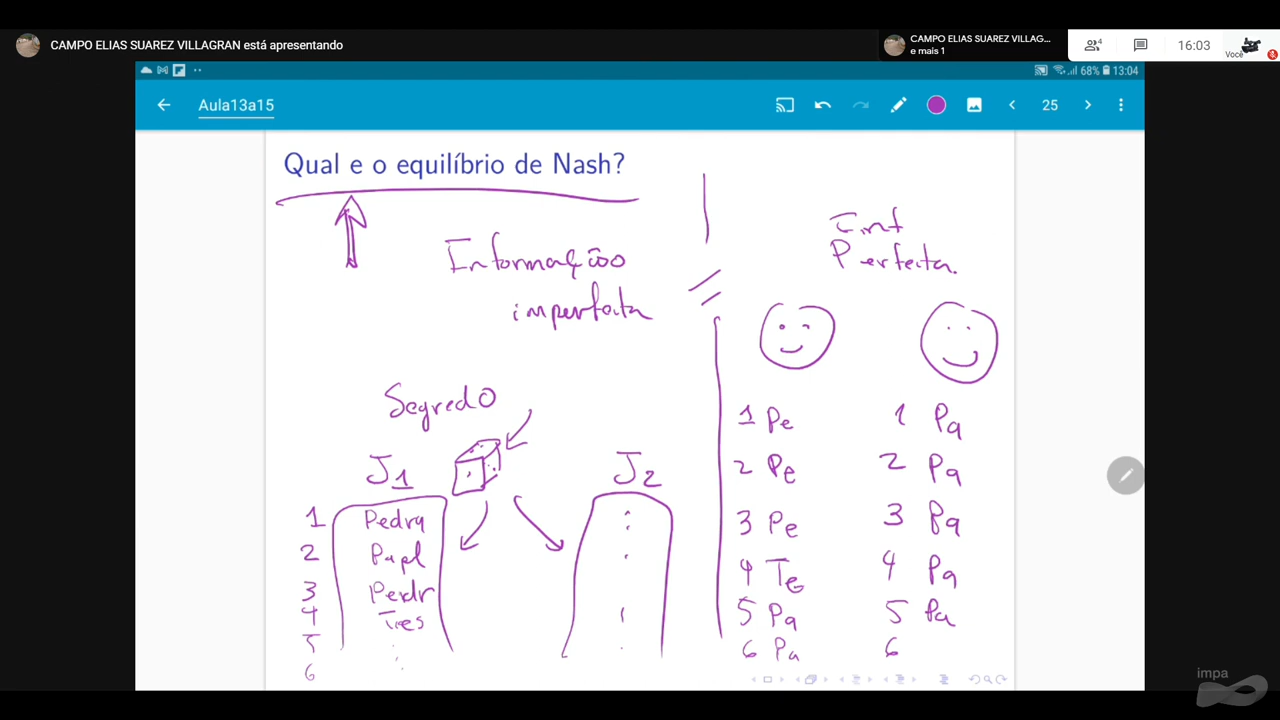 CAMPO ELIAS SUAREZ VILLAGRAN está apresentando
CAMPO ELIAS SUAREZ VILLAG...
e mais 1
4
16:03
Você
68% 13:04
Aula13a15
25
Qual e o equilíbrio de Nash?
Informação
imperfeita
Inf
Perfeita.
Segredo
J1
J2
1 Pedra
2 Papl
3 Pedr
4 Tes
5
6
1 Pe
2 Pe
3 Pe
4 Te
5 Pa
6 Pa
1 Pa
2 Pa
3 Pa
4 Pa
5 Pa
6
impa